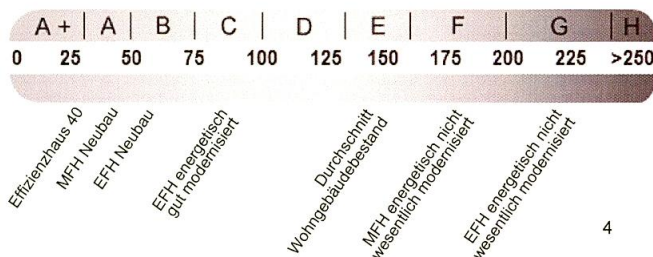 A + | A | B | C | D | E | F | G | H
0 25 50 75 100 125 150 175 200 225 >250
Effizienzhaus 40
MFH Neubau
EFH Neubau
EFH energetisch
gut modernisiert
Durchschnitt
Wohngebäudebestand
MFH energetisch nicht
wesentlich modernisiert
EFH energetisch nicht
wesentlich modernisiert
4